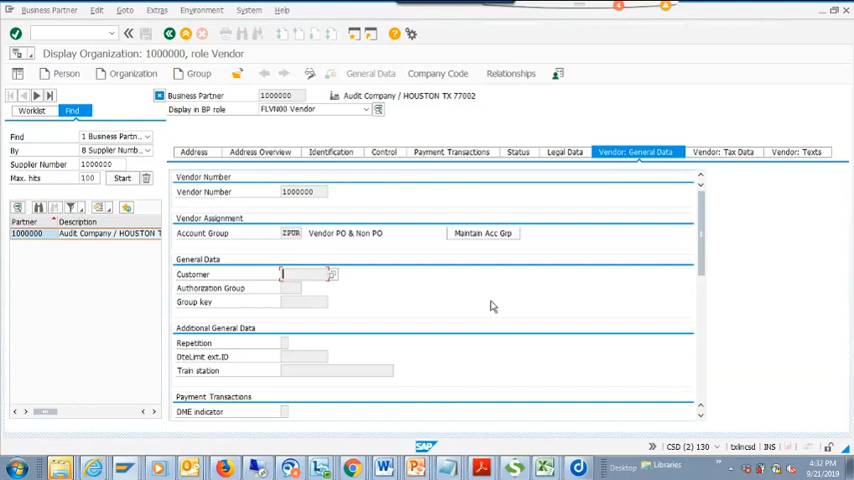 Business Partner Edit Goto Extras Environment System Help
4
Display Organization: 1000000, role Vendor
Person Organization Group General Data Company Code Relationships
Business Partner 1000000 Audit Company / HOUSTON TX 77002
Display in BP role FLVN00 Vendor
Worklist Find
Find 1 Business Partn..
By 8 Supplier Numb..
Supplier Number 1000000
Max. hits 100 Start
Partner Description
1000000 Audit Company / HOUSTON T
Address Address Overview Identification Control Payment Transactions Status Legal Data Vendor: General Data Vendor: Tax Data Vendor: Texts
Vendor Number
Vendor Number 1000000
Vendor Assignment
Account Group ZPUR Vendor PO & Non PO Maintain Acc Grp
General Data
Customer
Authorization Group
Group key
Additional General Data
Repetition
DteLimit ext.ID
Train station
Payment Transactions
DME indicator
SAP
CSD (2) 130 txlncsd INS
Desktop Libraries
4:32 PM
9/21/2019